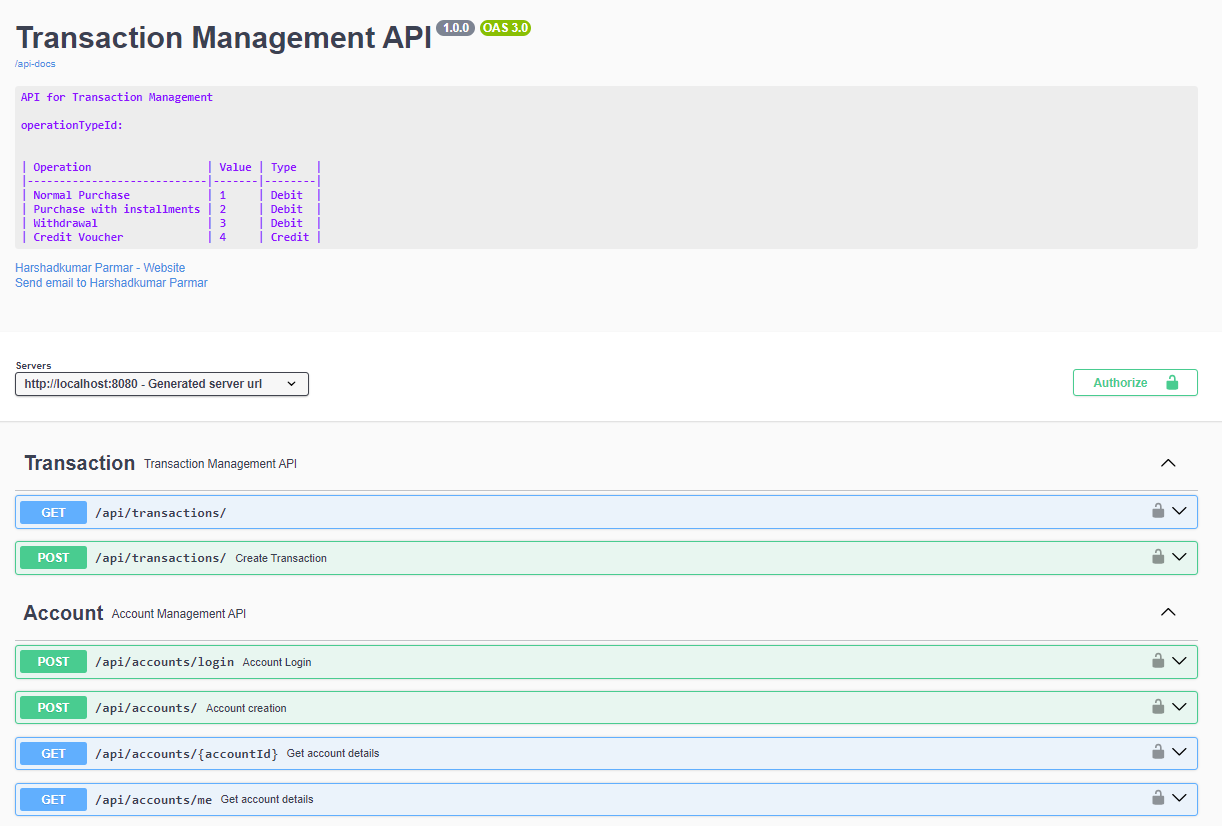 Transaction Management API 1.0.0 OAS 3.0
/api-docs
API for Transaction Management
operationTypeId:
| Operation                  | Value | Type   |
|----------------------------|-------|--------|
| Normal Purchase            | 1     | Debit  |
| Purchase with installments | 2     | Debit  |
| Withdrawal                 | 3     | Debit  |
| Credit Voucher             | 4     | Credit |
Harshadkumar Parmar - Website
Send email to Harshadkumar Parmar
Servers
http://localhost:8080 - Generated server url
Authorize
Transaction Transaction Management API
GET /api/transactions/
POST /api/transactions/ Create Transaction
Account Account Management API
POST /api/accounts/login Account Login
POST /api/accounts/ Account creation
GET /api/accounts/{accountId} Get account details
GET /api/accounts/me Get account details